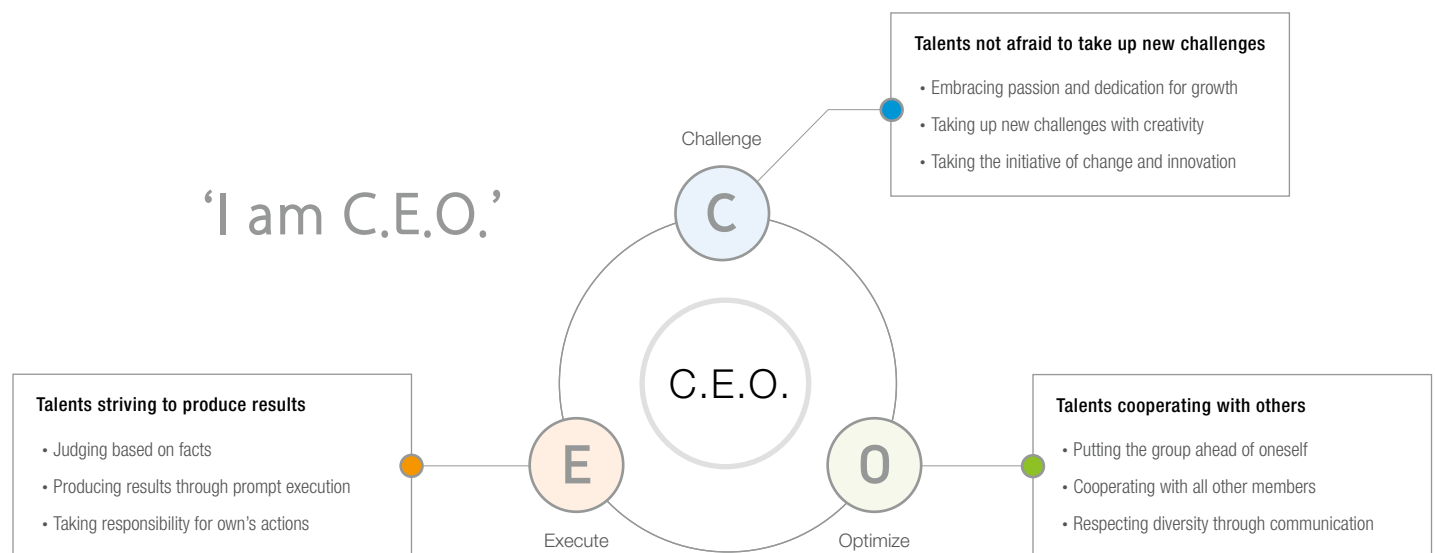 Talents not afraid to take up new challenges
• Embracing passion and dedication for growth
• Taking up new challenges with creativity
• Taking the initiative of change and innovation
Challenge
C
‘I am C.E.O.’
C.E.O.
Talents striving to produce results
• Judging based on facts
• Producing results through prompt execution
• Taking responsibility for own’s actions
E
Execute
O
Optimize
Talents cooperating with others
• Putting the group ahead of oneself
• Cooperating with all other members
• Respecting diversity through communication